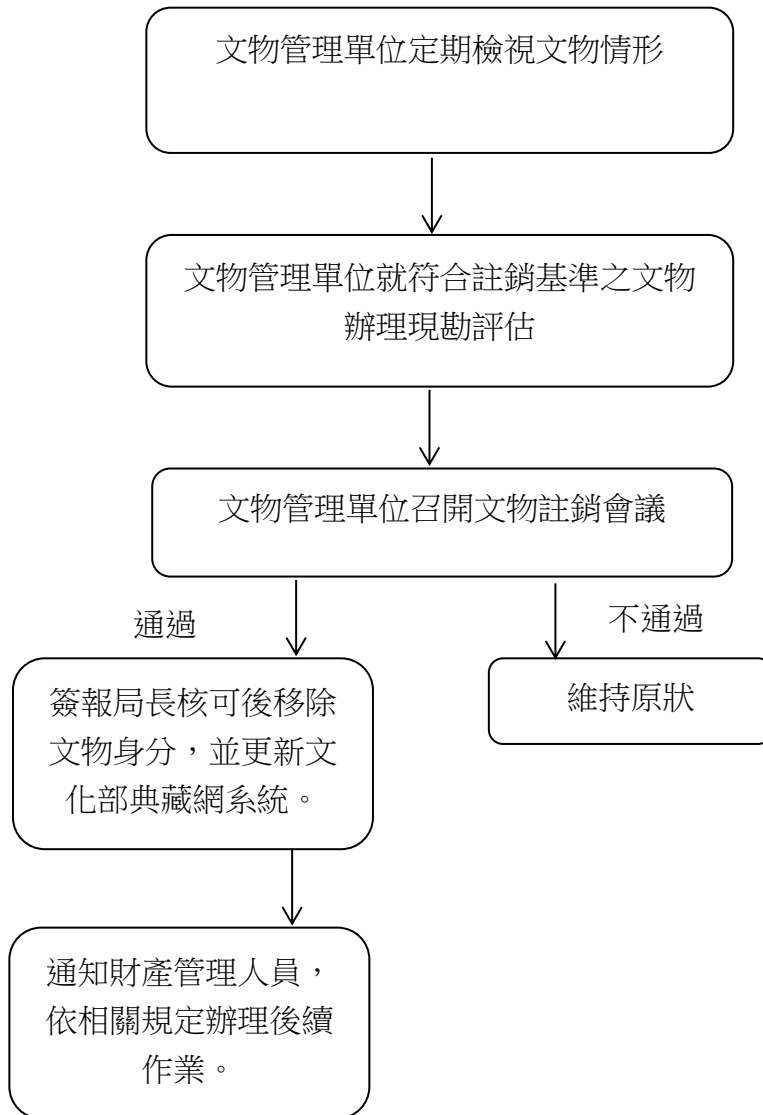 文物管理單位定期檢視文物情形
文物管理單位就符合註銷基準之文物
辦理現勘評估
文物管理單位召開文物註銷會議
通過
不通過
簽報局長核可後移除
文物身分，並更新文
化部典藏網系統。
維持原狀
通知財產管理人員，
依相關規定辦理後續
作業。